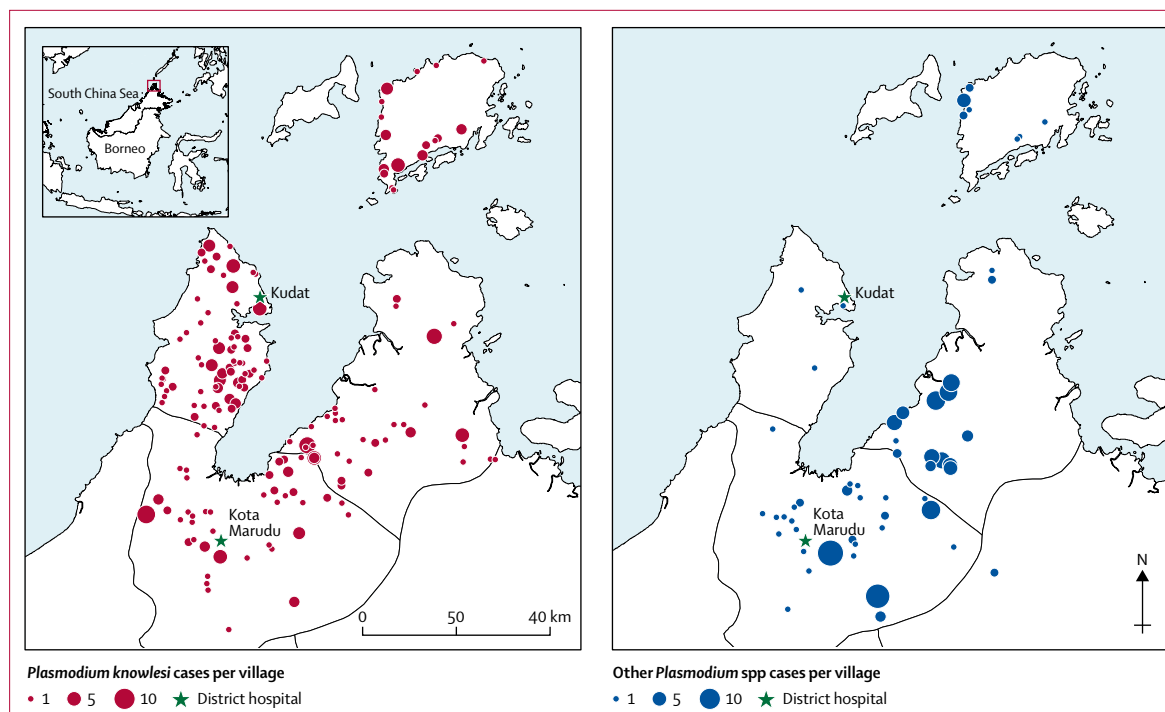 South China Sea
Borneo
Kudat
Kota
Marudu
0 50 40 km
Plasmodium knowlesi cases per village
1 5 10 District hospital
Kudat
Kota
Marudu
N
Other Plasmodium spp cases per village
1 5 10 District hospital